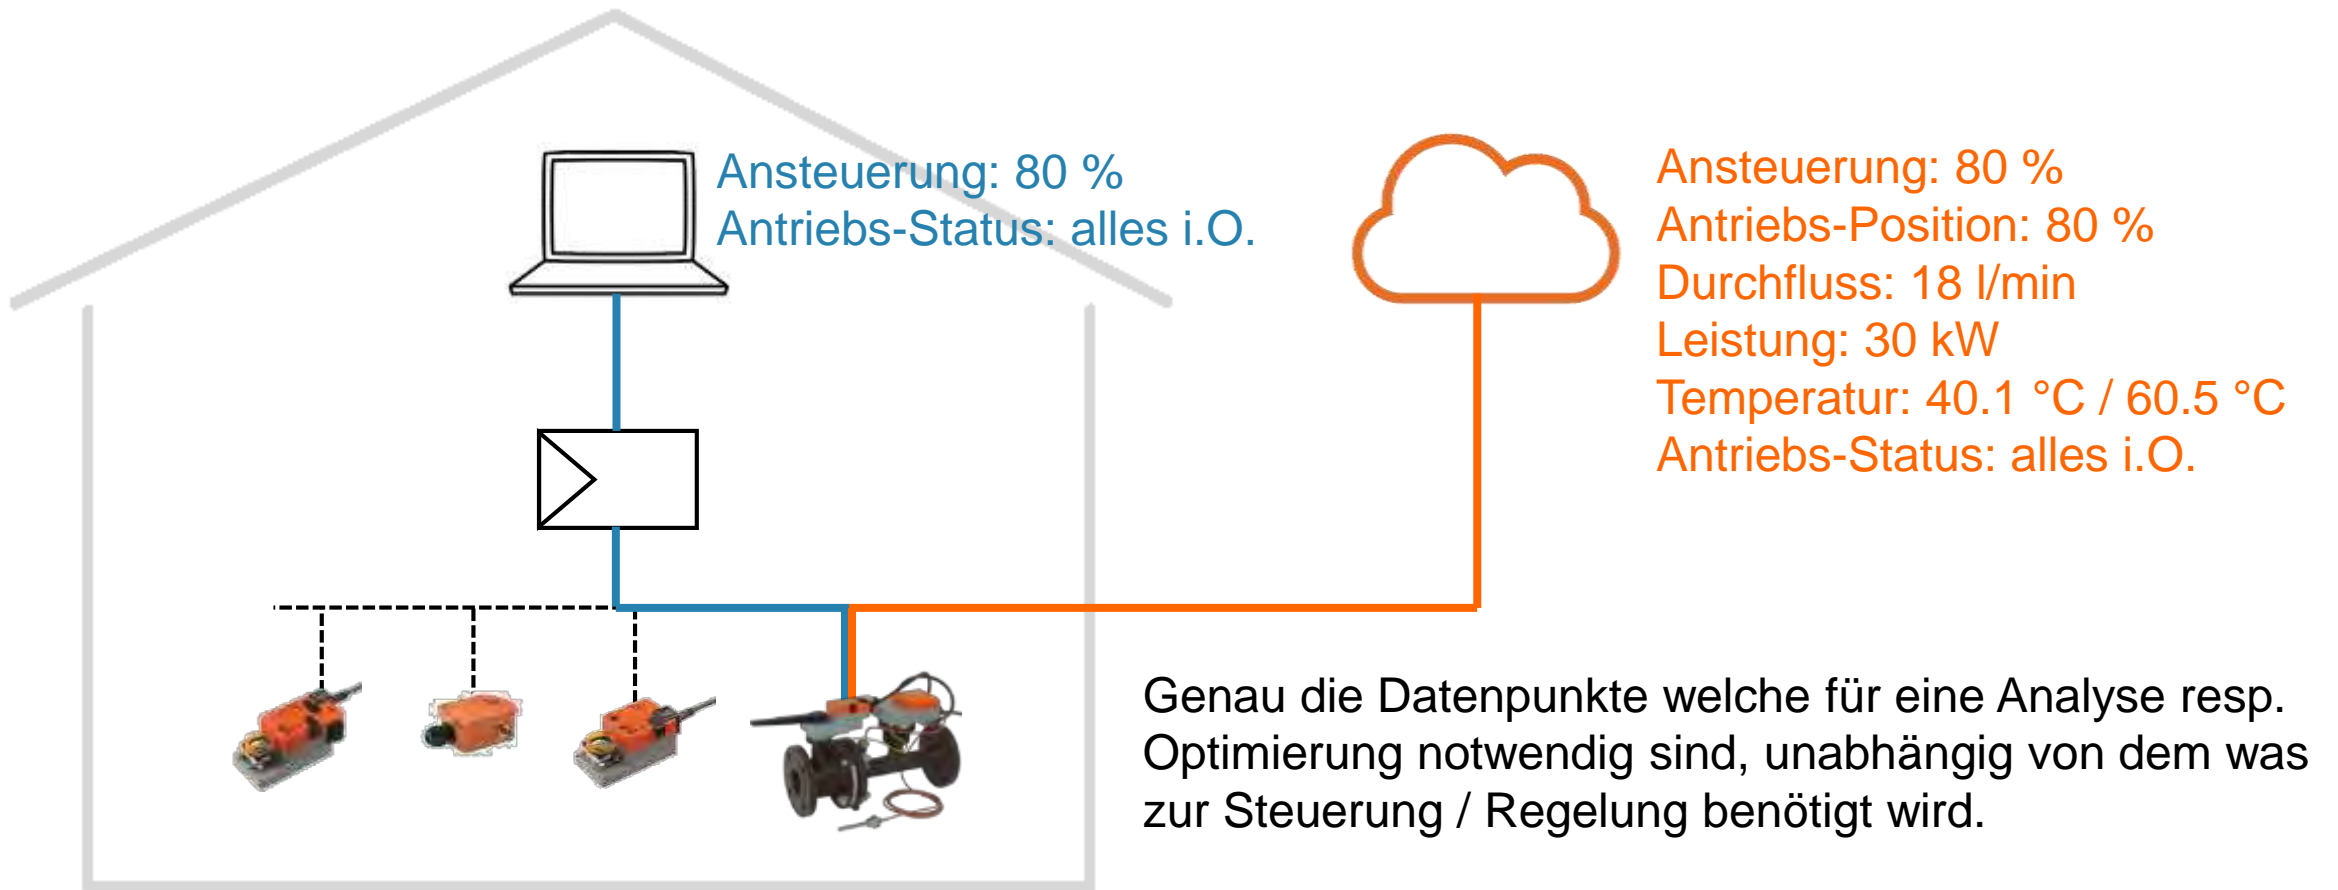 Ansteuerung: 80 %
Antriebs-Status: alles i.O.
Ansteuerung: 80 %
Antriebs-Position: 80 %
Durchfluss: 18 l/min
Leistung: 30 kW
Temperatur: 40.1 °C / 60.5 °C
Antriebs-Status: alles i.O.
Genau die Datenpunkte welche für eine Analyse resp.
Optimierung notwendig sind, unabhängig von dem was
zur Steuerung / Regelung benötigt wird.